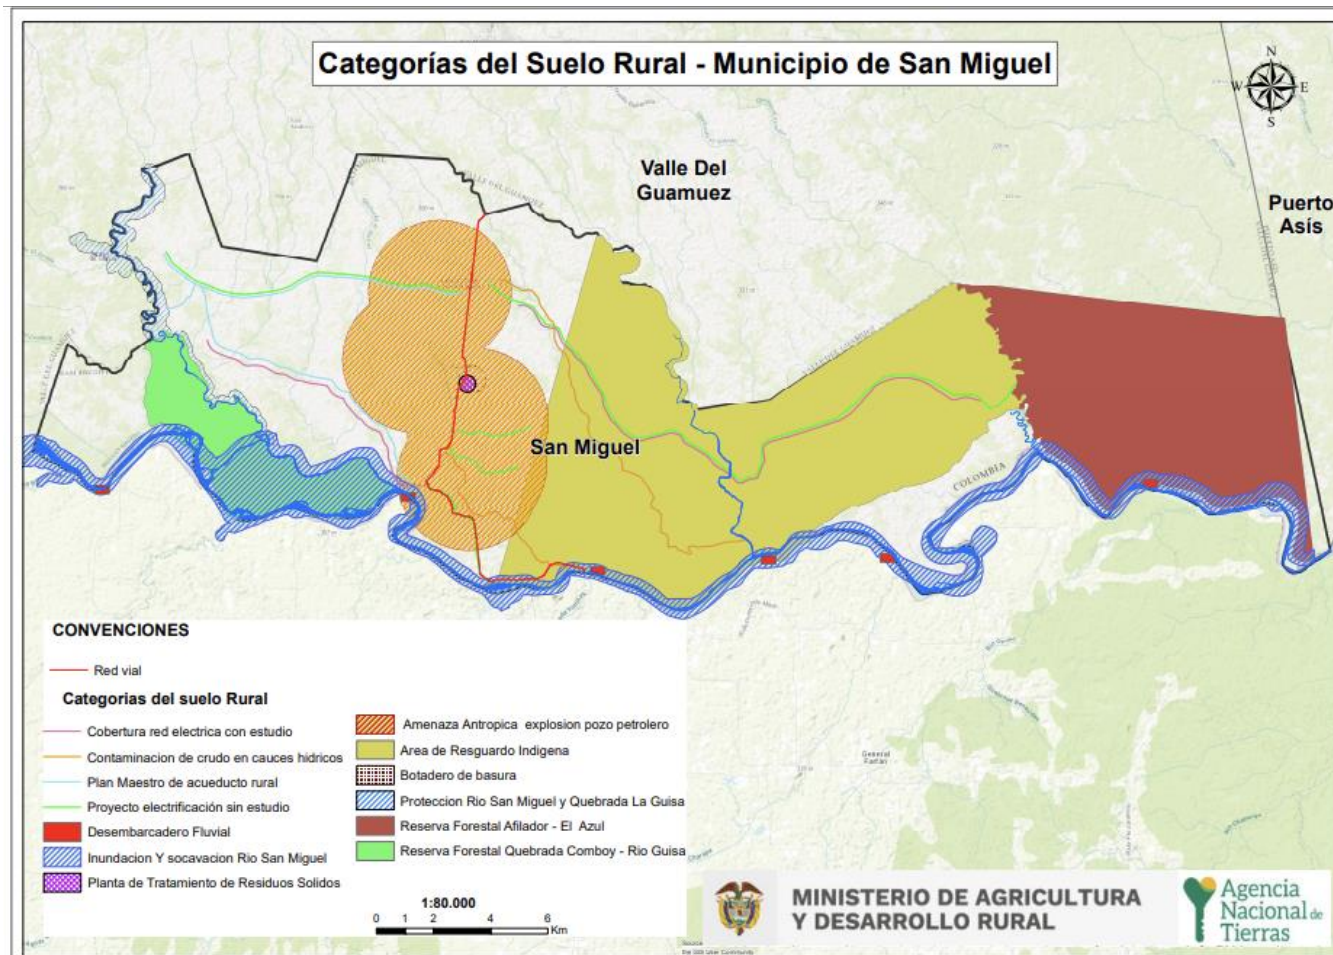 Categorías del Suelo Rural - Municipio de San Miguel
N
W
E
S
Valle Del
Guamuez
Puerto
Asís
San Miguel
COLOMBIA
General
Farfán
CONVENCIONES
Red vial
Categorias del suelo Rural
Cobertura red electrica con estudio
Contaminacion de crudo en cauces hidricos
Plan Maestro de acueducto rural
Proyecto electrificación sin estudio
Desembarcadero Fluvial
Inundacion Y socavacion Rio San Miguel
Planta de Tratamiento de Residuos Solidos
Amenaza Antropica explosion pozo petrolero
Area de Resguardo Indigena
Botadero de basura
Proteccion Rio San Miguel y Quebrada La Guisa
Reserva Forestal Afilador - El Azul
Reserva Forestal Quebrada Comboy - Rio Guisa
1:80.000
0 1 2 4 6
Km
MINISTERIO DE AGRICULTURA
Y DESARROLLO RURAL
Agencia
Nacional de
Tierras